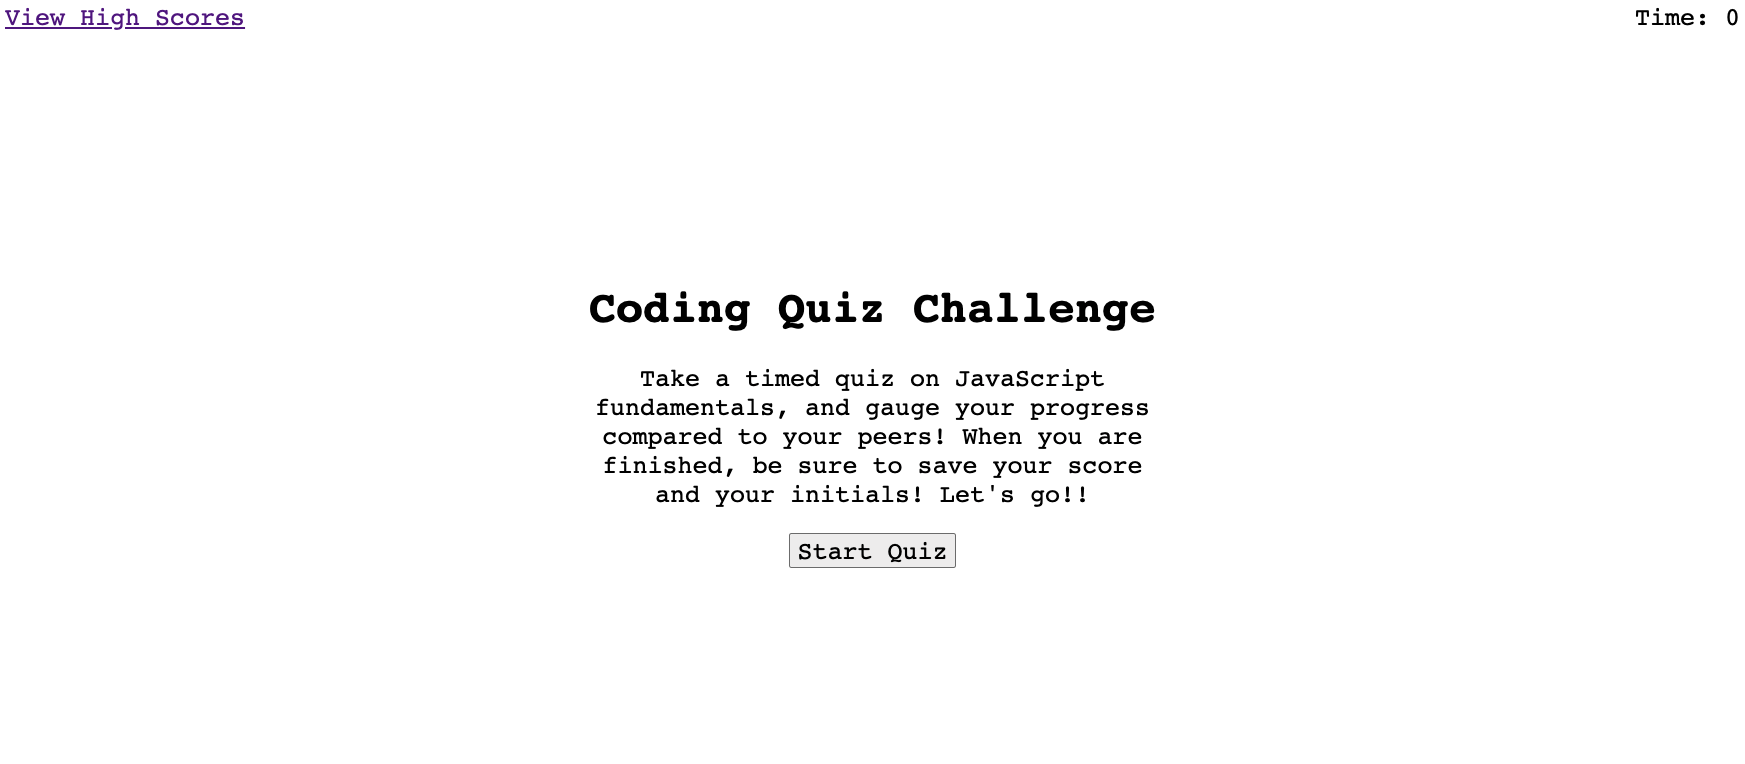 View High Scores
Time: 0
Coding Quiz Challenge
Take a timed quiz on JavaScript
fundamentals, and gauge your progress
compared to your peers! When you are
finished, be sure to save your score
and your initials! Let's go!!
Start Quiz